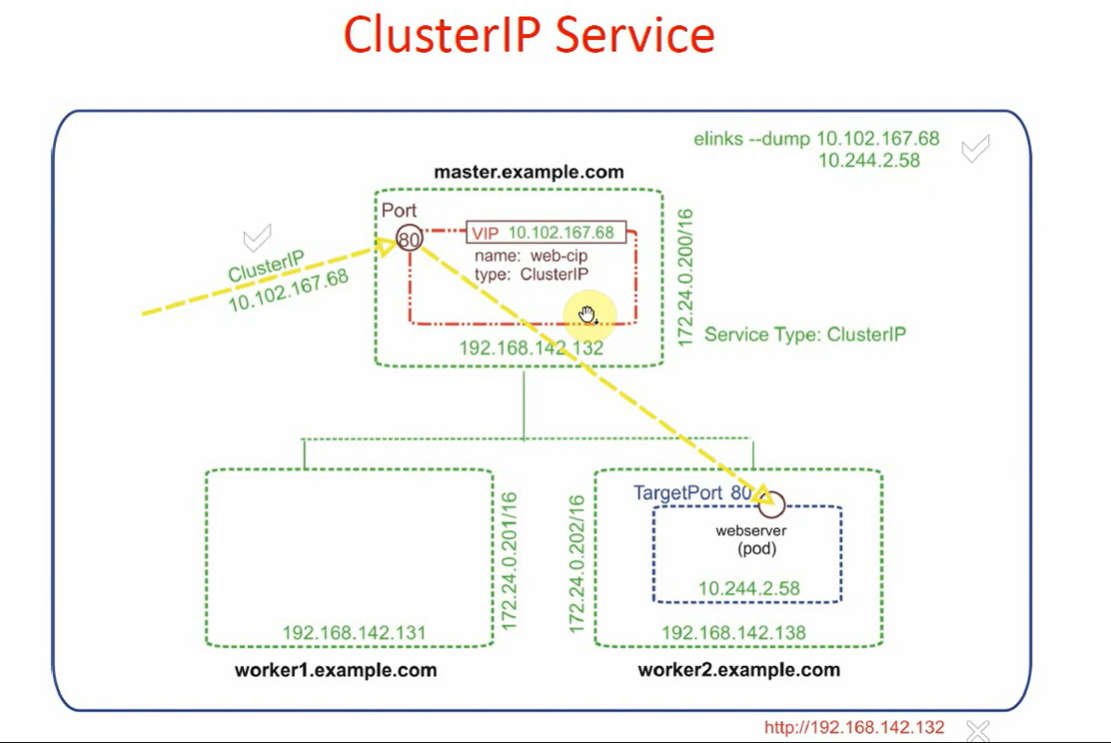 ClusterIP Service
elinks --dump 10.102.167.68
10.244.2.58
master.example.com
Port
80
VIP 10.102.167.68
name: web-cip
type: ClusterIP
192.168.142.132
172.24.0.200/16
ClusterIP
10.102.167.68
Service Type: ClusterIP
192.168.142.131
172.24.0.201/16
worker1.example.com
172.24.0.202/16
TargetPort 80
webserver
(pod)
10.244.2.58
192.168.142.138
worker2.example.com
http://192.168.142.132